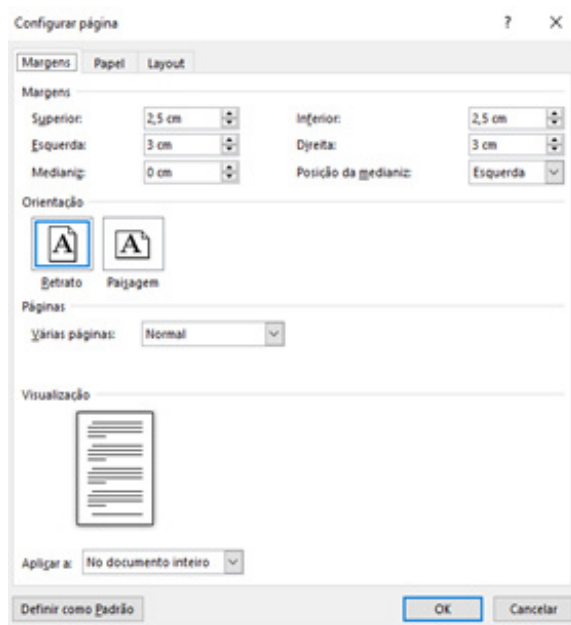 Configurar página ? ×
Margens Papel Layout
Margens
Superior: 2,5 cm Inferior: 2,5 cm
Esquerda: 3 cm Direita: 3 cm
Medianiz: 0 cm Posição da medianiz: Esquerda
Orientação
A A
Retrato Paisagem
Páginas
Várias páginas: Normal
Visualização
Aplicar a: No documento inteiro
Definir como Padrão OK Cancelar